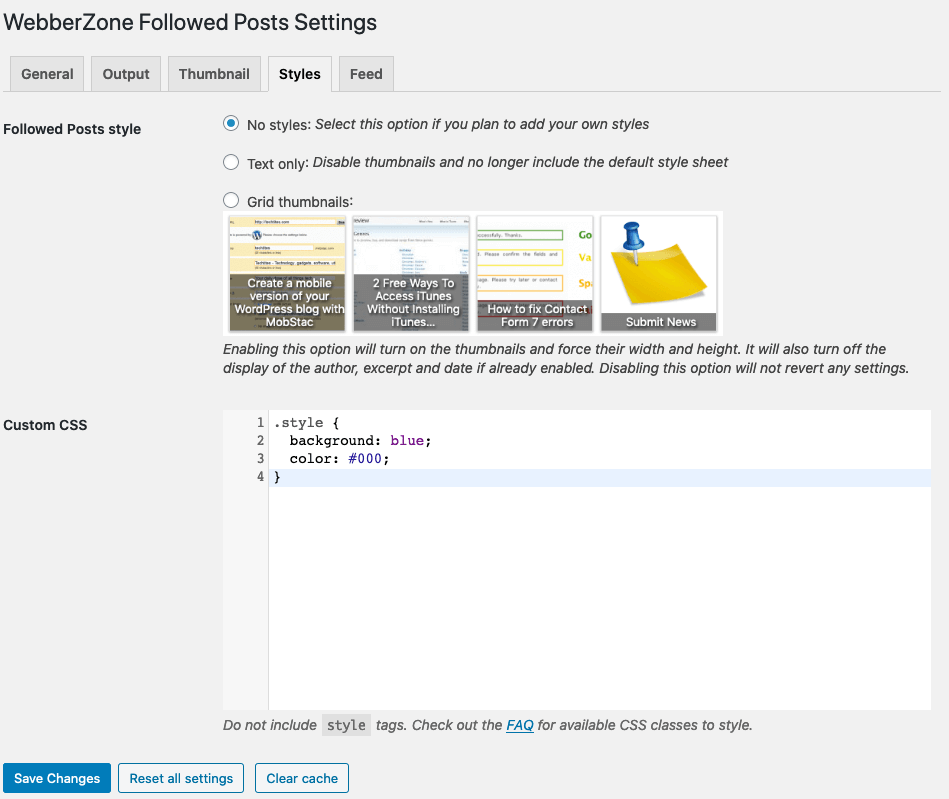 WebberZone Followed Posts Settings
General Output Thumbnail Styles Feed
Followed Posts style
No styles: Select this option if you plan to add your own styles
Text only: Disable thumbnails and no longer include the default style sheet
Grid thumbnails:
Create a mobile
version of your
WordPress blog with
MobStac
2 Free Ways To
Access iTunes
Without Installing
iTunes...
How to fix Contact
Form 7 errors
Submit News
Enabling this option will turn on the thumbnails and force their width and height. It will also turn off the
display of the author, excerpt and date if already enabled. Disabling this option will not revert any settings.
Custom CSS
1 .style {
2 background: blue;
3 color: #000;
4 }
Do not include style tags. Check out the FAQ for available CSS classes to style.
Save Changes Reset all settings Clear cache